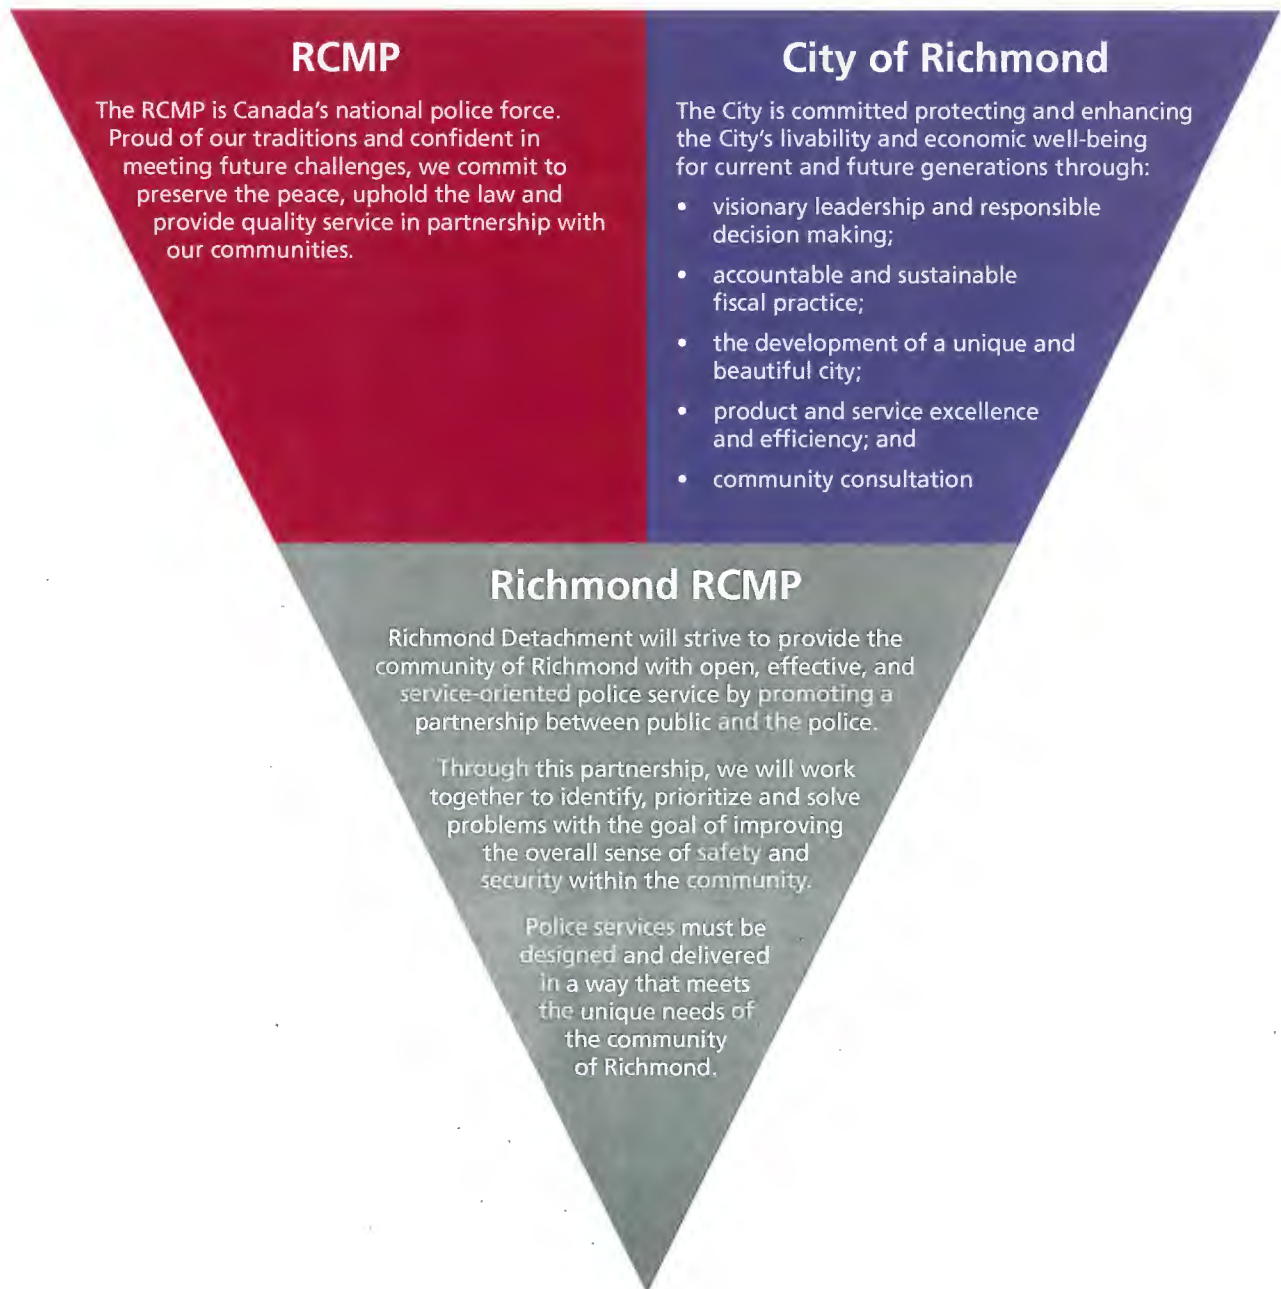 RCMP
The RCMP is Canada's national police force.
Proud of our traditions and confident in
meeting future challenges, we commit to
preserve the peace, uphold the law and
provide quality service in partnership with
our communities.
City of Richmond
The City is committed protecting and enhancing
the City's livability and economic well-being
for current and future generations through:
• visionary leadership and responsible
decision making;
• accountable and sustainable
fiscal practice;
• the development of a unique and
beautiful city;
• product and service excellence
and efficiency; and
• community consultation
Richmond RCMP
Richmond Detachment will strive to provide the
community of Richmond with open, effective, and
service-oriented police service by promoting a
partnership between public and the police.
Through this partnership, we will work
together to identify, prioritize and solve
problems with the goal of improving
the overall sense of safety and
security within the community.
Police services must be
designed and delivered
in a way that meets
the unique needs of
the community
of Richmond.